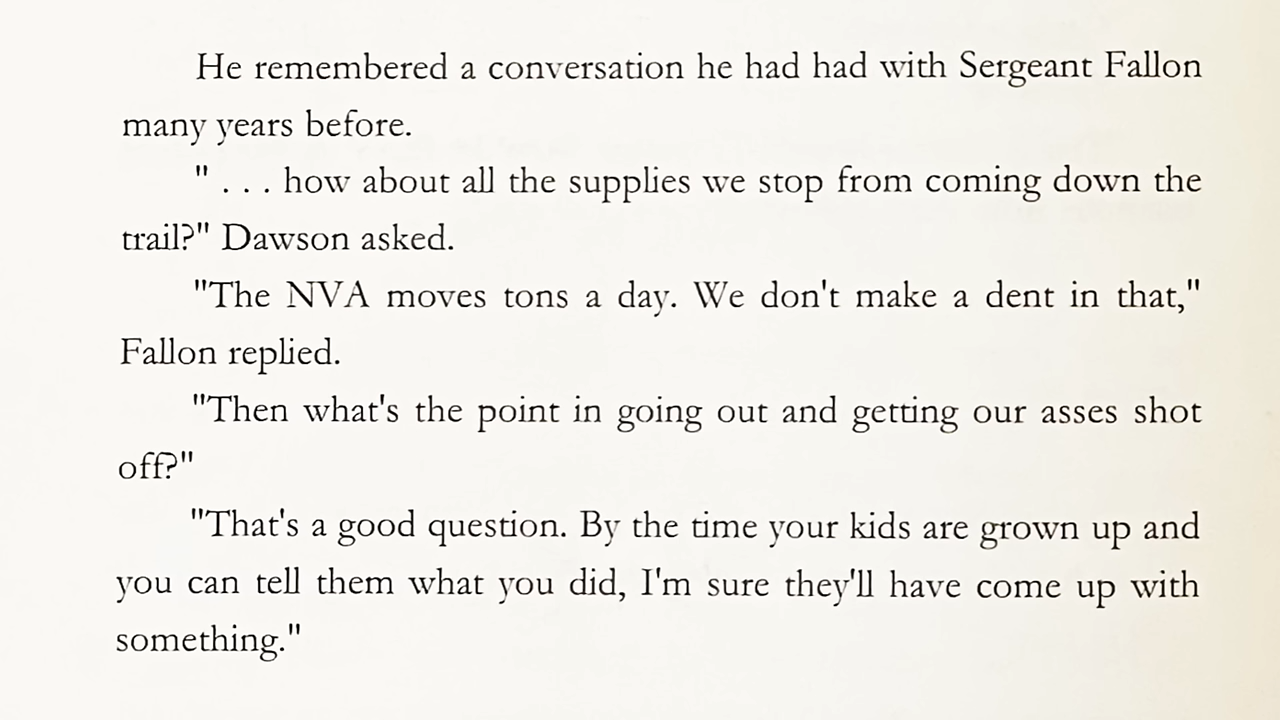 He remembered a conversation he had had with Sergeant Fallon
many years before.
" . . . how about all the supplies we stop from coming down the
trail?" Dawson asked.
"The NVA moves tons a day. We don't make a dent in that,"
Fallon replied.
"Then what's the point in going out and getting our asses shot
off?"
"That's a good question. By the time your kids are grown up and
you can tell them what you did, I'm sure they'll have come up with
something."